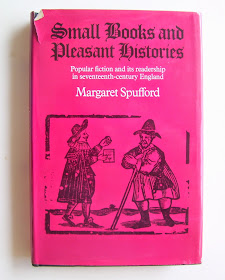 Small Books and
Pleasant Histories
Popular fiction and its readership
in seventeenth-century England
Margaret Spufford